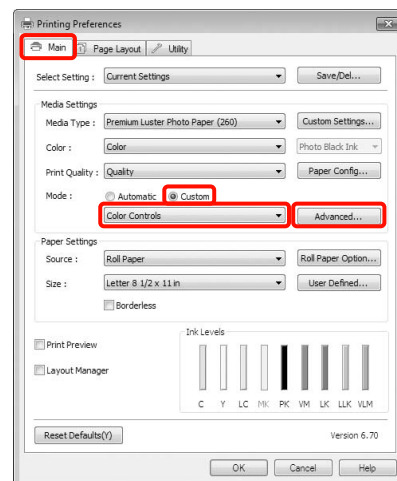 Printing Preferences
Main Page Layout Utility
Select Setting : Current Settings Save/Del...
Media Settings
Media Type : Premium Luster Photo Paper (260) Custom Settings...
Color : Color Photo Black Ink
Print Quality : Quality Paper Config...
Mode : Automatic Custom
Color Controls Advanced...
Paper Settings
Source : Roll Paper Roll Paper Option...
Size : Letter 8 1/2 x 11 in User Defined...
Borderless
Ink Levels
Print Preview
Layout Manager
C Y LC MK PK VM LK LLK VLM
Reset Defaults(Y) Version 6.70
OK Cancel Help